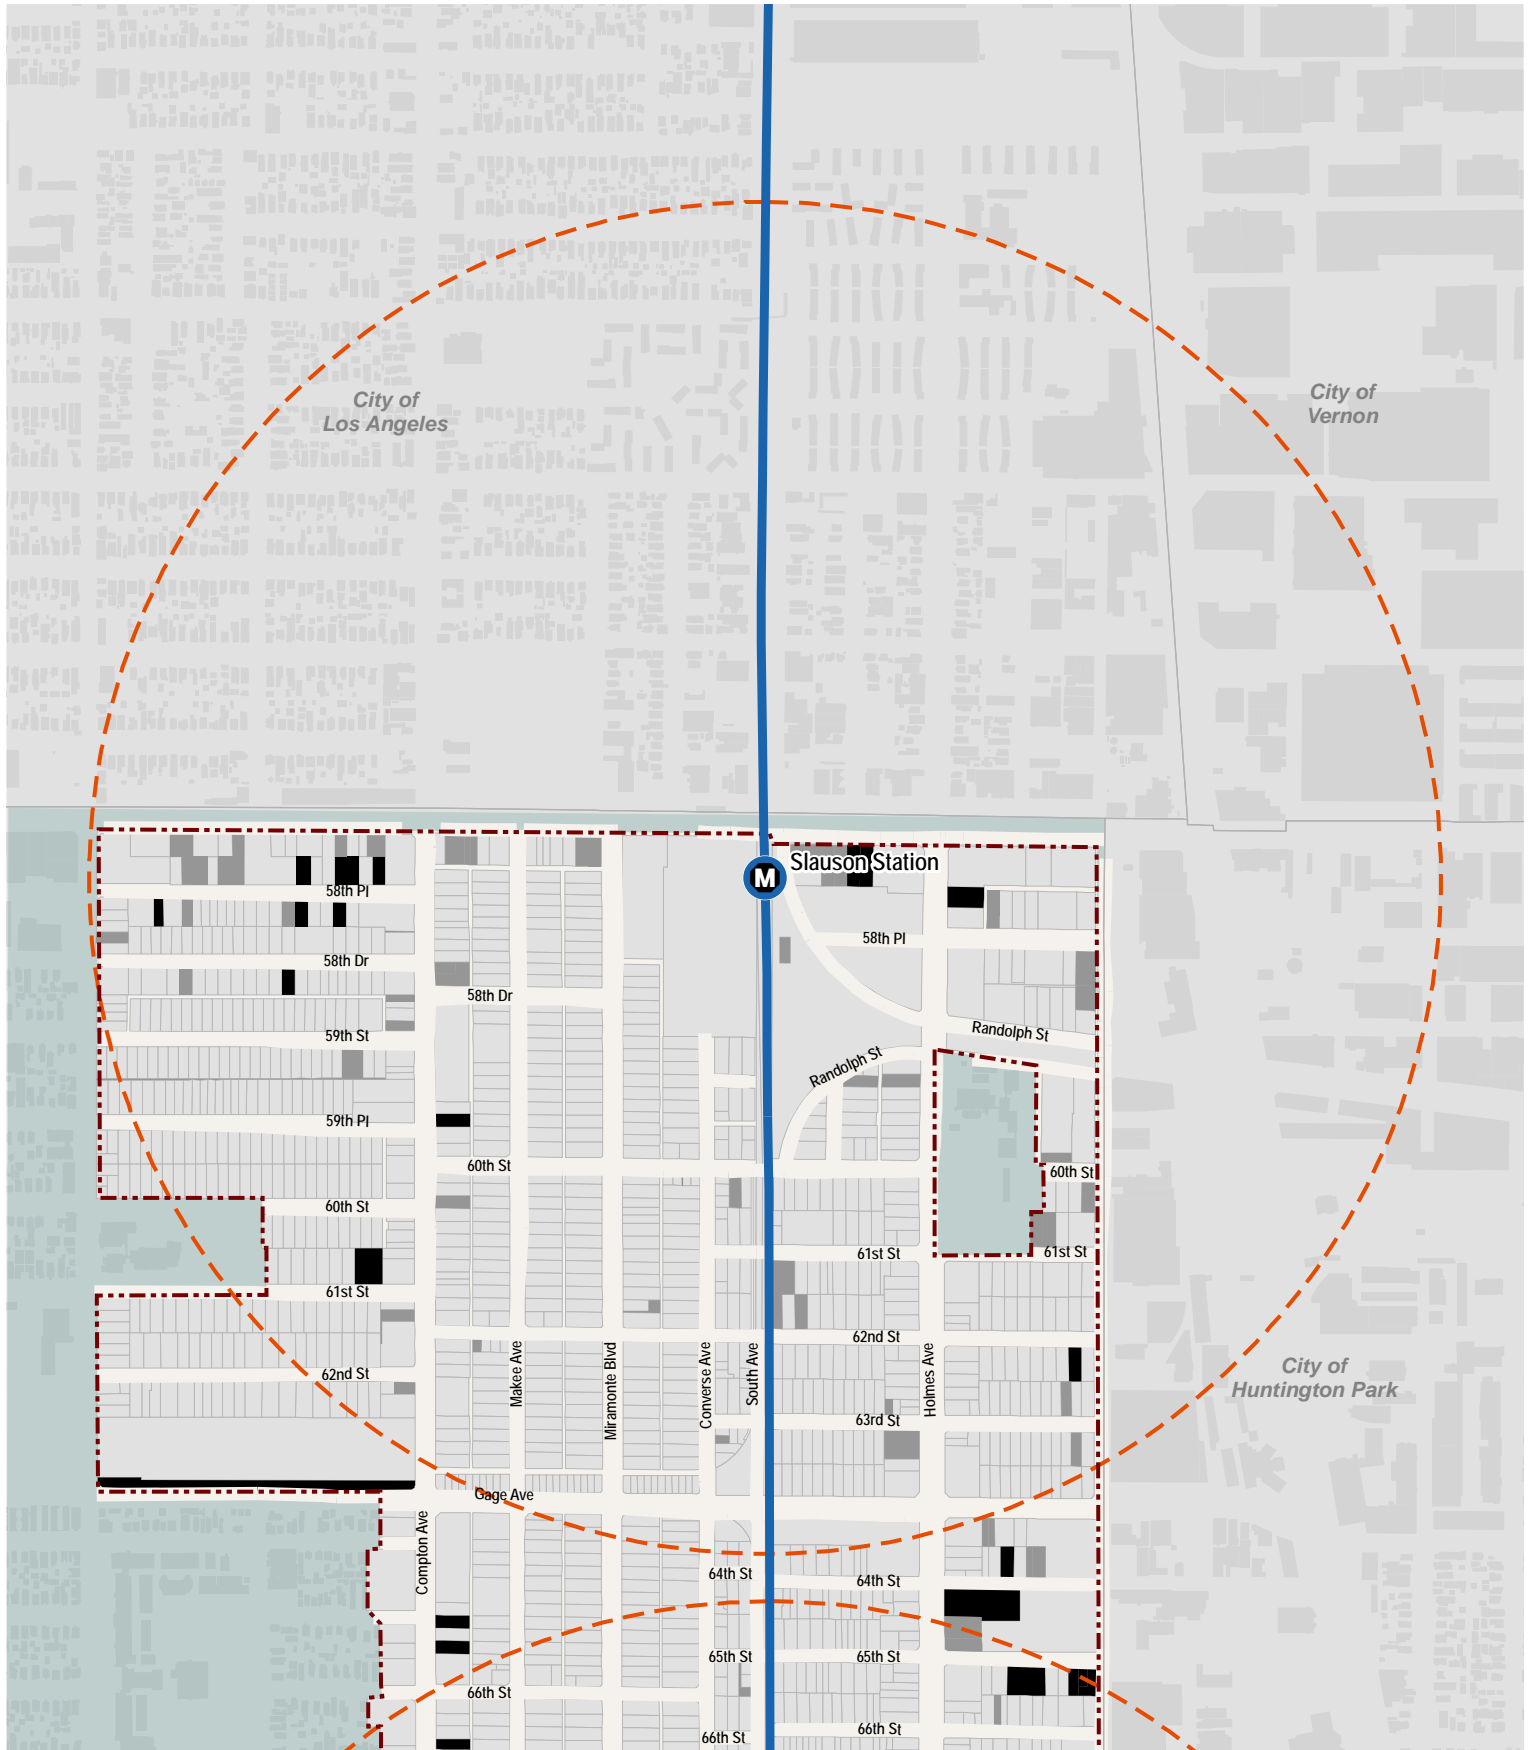 City of
Los Angeles
City of
Vernon
M
Slauson Station
58th Pl
58th Pl
58th Dr
58th Dr
59th St
Randolph St
Randolph St
59th Pl
60th St
60th St
60th St
61st St
61st St
61st St
62nd St
62nd St
Makee Ave
Miramonte Blvd
Converse Ave
South Ave
Holmes Ave
City of
Huntington Park
63rd St
Gage Ave
Compton Ave
64th St
64th St
65th St
65th St
66th St
66th St
66th St